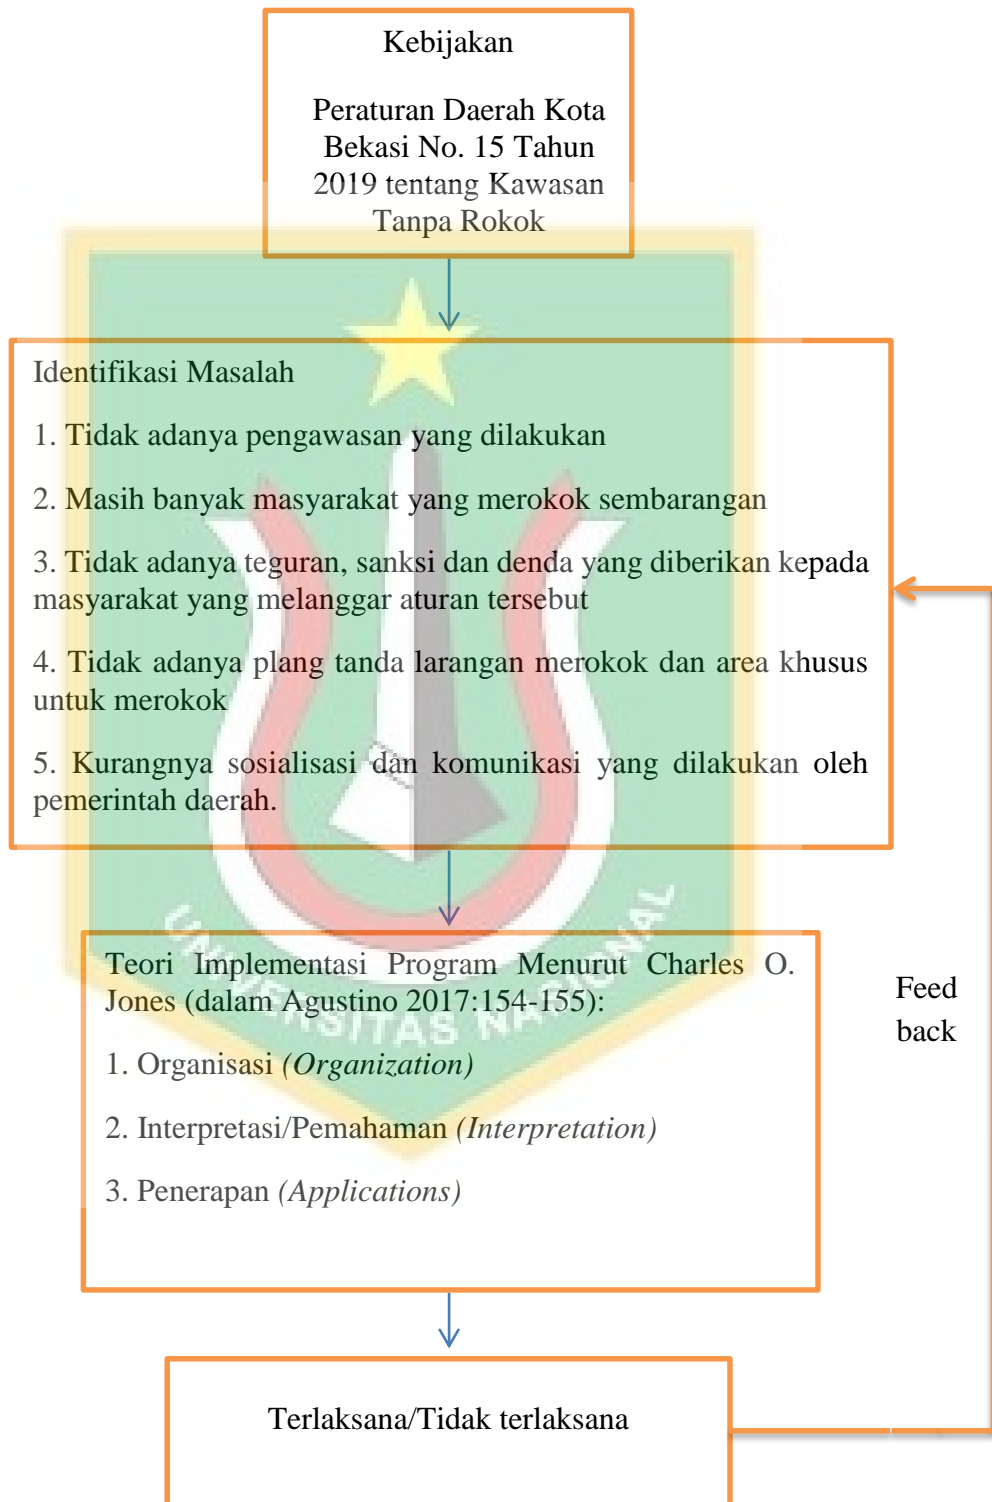 Kebijakan
Peraturan Daerah Kota
Bekasi No. 15 Tahun
2019 tentang Kawasan
Tanpa Rokok
Identifikasi Masalah
1. Tidak adanya pengawasan yang dilakukan
2. Masih banyak masyarakat yang merokok sembarangan
3. Tidak adanya teguran, sanksi dan denda yang diberikan kepada
masyarakat yang melanggar aturan tersebut
4. Tidak adanya plang tanda larangan merokok dan area khusus
untuk merokok
5. Kurangnya sosialisasi dan komunikasi yang dilakukan oleh
pemerintah daerah.
UNIVERSITAS NASIONAL
Teori Implementasi Program Menurut Charles O.
Jones (dalam Agustino 2017:154-155):
1. Organisasi (Organization)
2. Interpretasi/Pemahaman (Interpretation)
3. Penerapan (Applications)
Feed
back
Terlaksana/Tidak terlaksana